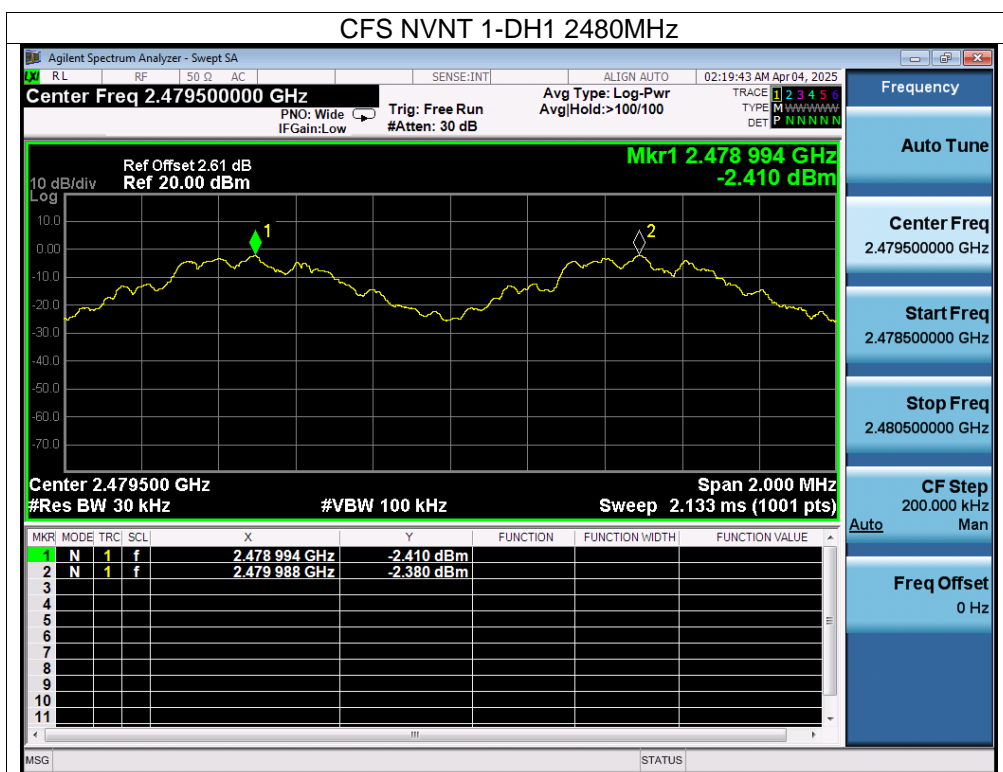 CFS NVNT 1-DH1 2480MHz
Agilent Spectrum Analyzer - Swept SA
LXI RL RF 50 Ω AC SENSE:INT ALIGN AUTO 02:19:43 AM Apr 04, 2025
Center Freq 2.479500000 GHz
PNO: Wide
IFGain:Low
Trig: Free Run
#Atten: 30 dB
Avg Type: Log-Pwr
Avg|Hold:>100/100
TRACE 1 2 3 4 5 6
TYPE M WWWWW
DET P N N N N N
Mkr1 2.478 994 GHz
-2.410 dBm
Ref Offset 2.61 dB
10 dB/div Ref 20.00 dBm
Log
10.0
0.00
-10.0
-20.0
-30.0
-40.0
-50.0
-60.0
-70.0
1
2
Center 2.479500 GHz Span 2.000 MHz
#Res BW 30 kHz #VBW 100 kHz Sweep 2.133 ms (1001 pts)
MKR MODE TRC SCL X Y FUNCTION FUNCTION WIDTH FUNCTION VALUE
1 N 1 f 2.478 994 GHz -2.410 dBm
2 N 1 f 2.479 988 GHz -2.380 dBm
3
4
5
6
7
8
9
10
11
MSG STATUS
Frequency
Auto Tune
Center Freq
2.479500000 GHz
Start Freq
2.478500000 GHz
Stop Freq
2.480500000 GHz
CF Step
200.000 kHz
Auto Man
Freq Offset
0 Hz